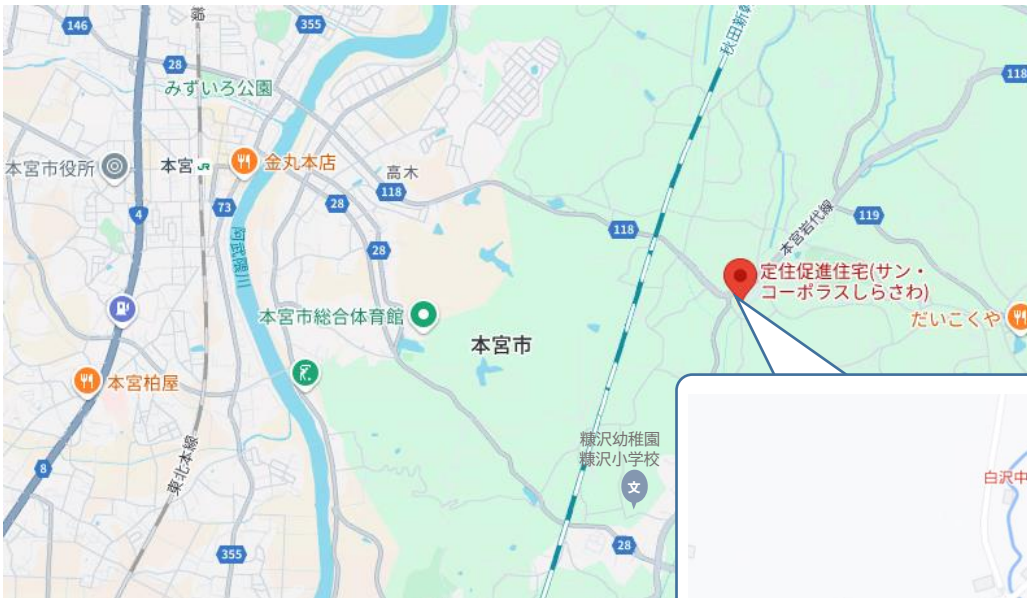 146
355
28
みずいろ公園
秋田新幹
118
本宮市役所
本宮
JR
金丸本店
高木
118
73
28
118
119
本宮岩代線
4
阿武隈川
28
定住促進住宅(サン・
コーポラスしらさわ)
本宮市総合体育館
本宮市
だいこくや
本宮柏屋
糠沢幼稚園
糠沢小学校
文
東北本線
8
白沢中
355
28